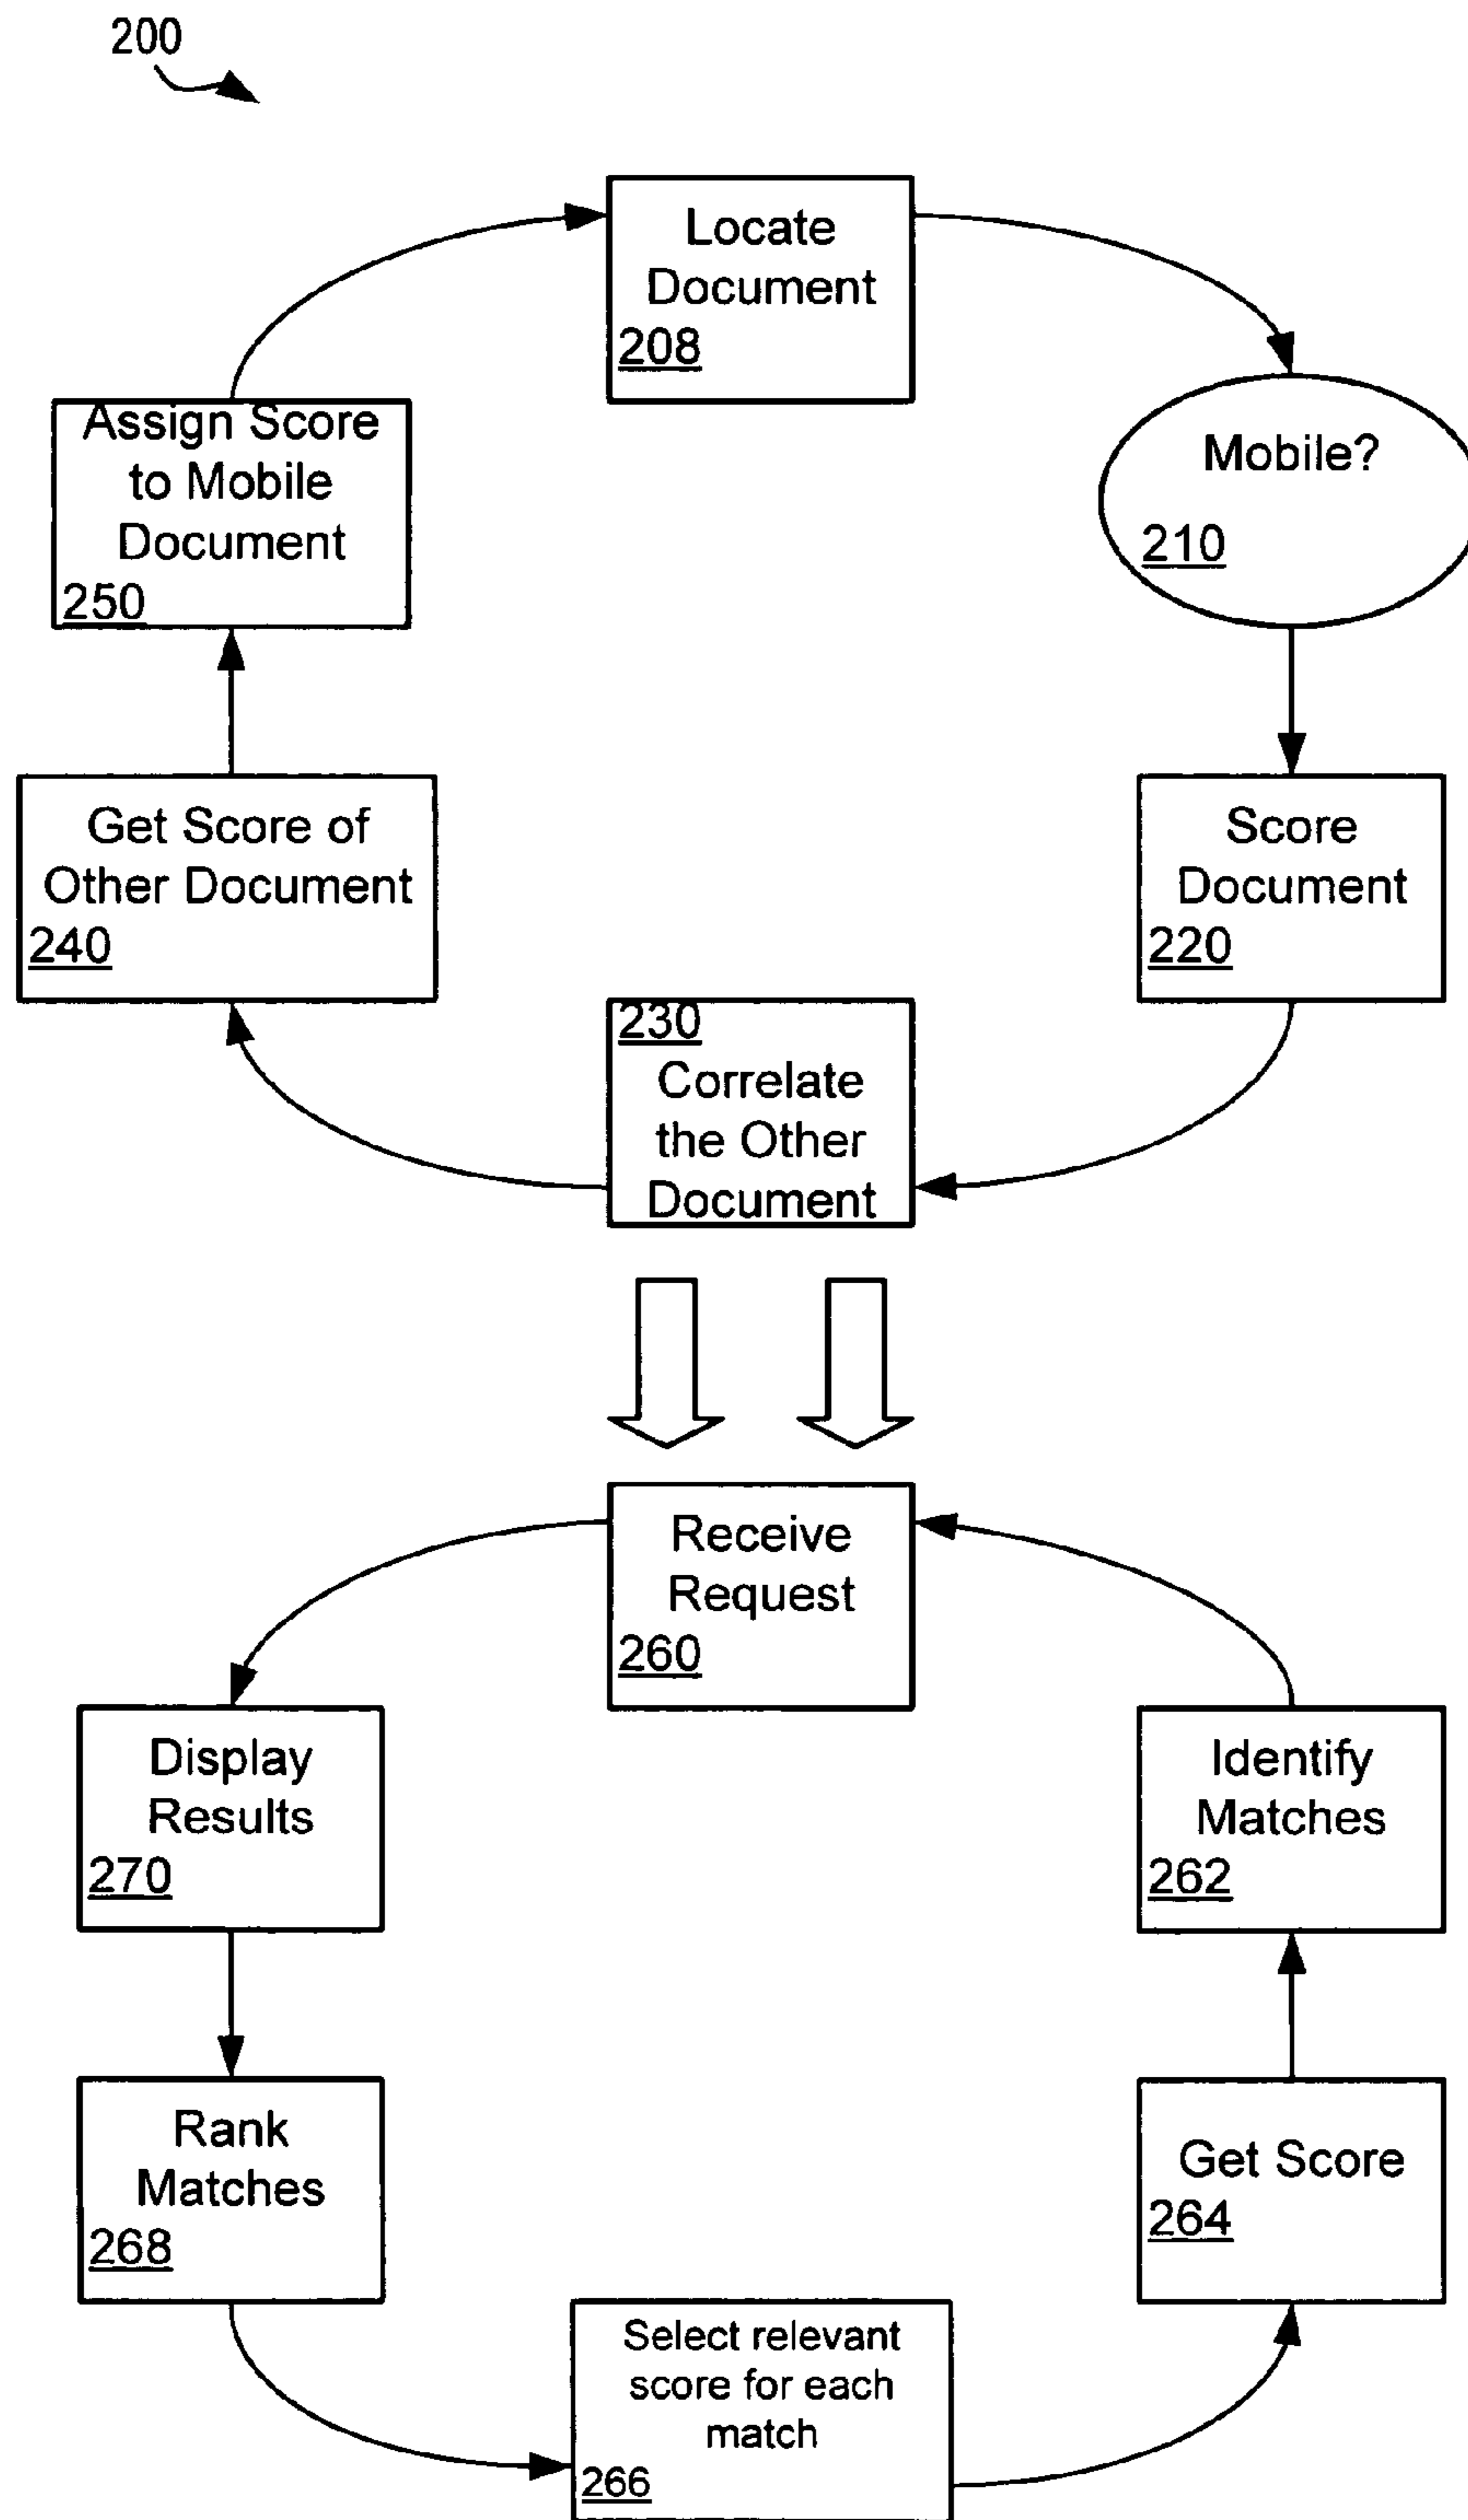 200
Locate
Document
208
Mobile?
210
Assign Score
to Mobile
Document
250
Get Score of
Other Document
240
Score
Document
220
230
Correlate
the Other
Document
Receive
Request
260
Display
Results
270
Identify
Matches
262
Rank
Matches
268
Get Score
264
Select relevant
score for each
match
266